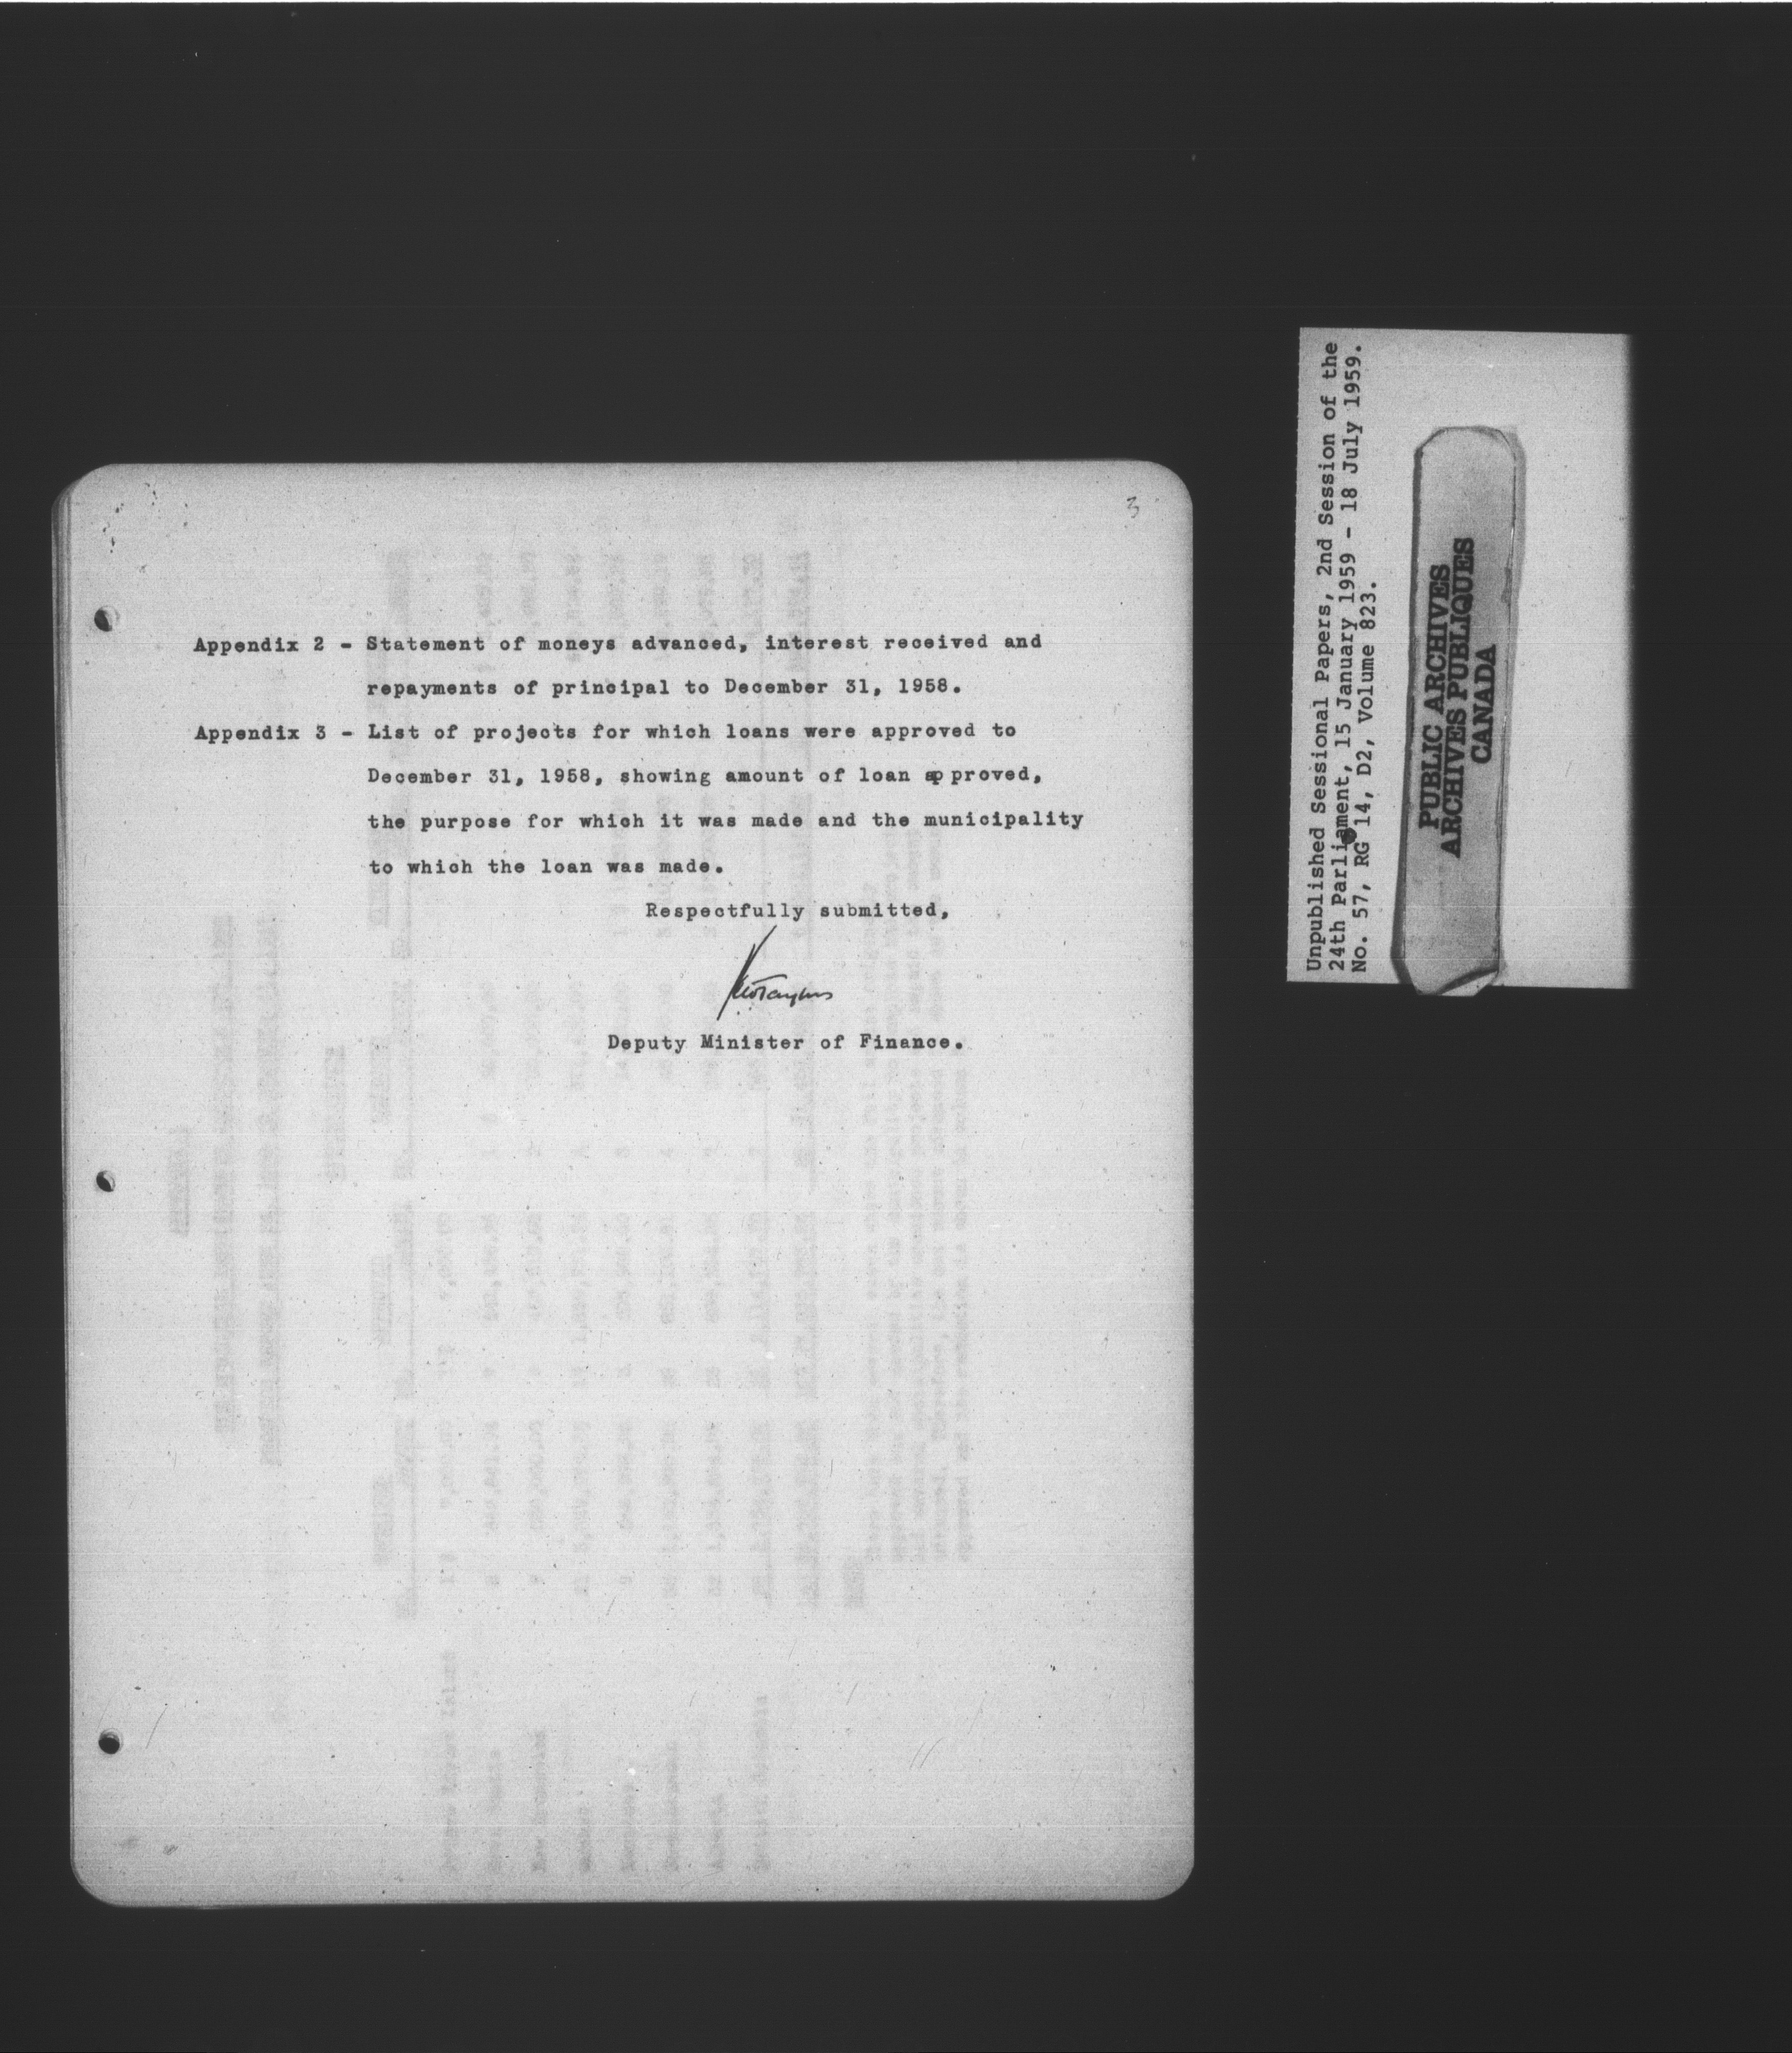 3
Appendix 2 - Statement of moneys advanced, interest received and
repayments of principal to December 31, 1958.
Appendix 3 - List of projects for which loans were approved to
December 31, 1958, showing amount of loan approved,
the purpose for which it was made and the municipality
to which the loan was made.
Respectfully submitted,
Deputy Minister of Finance.
Unpublished Sessional Papers, 2nd Session of the
24th Parliament, 15 January 1959 - 18 July 1959.
No. 57, RG 14, D2, Volume 823.
PUBLIC ARCHIVES
ARCHIVES PUBLIQUES
CANADA